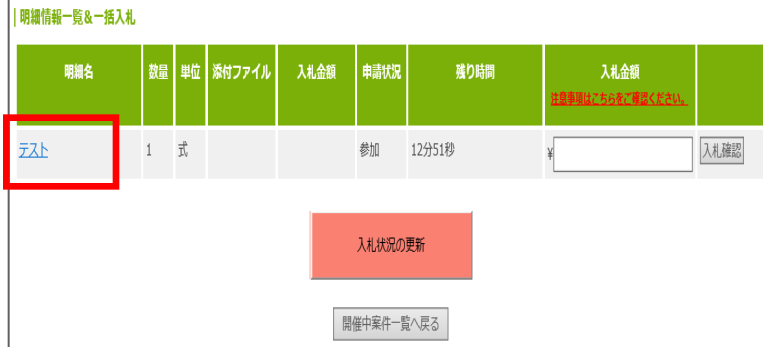 明細情報一覧&一括入札
明細名 数量 単位 添付ファイル 入札金額 申請状況 残り時間 入札金額
注意事項はこちらをご確認ください。
テスト 1 式 参加 12分51秒 ¥ 入札確認
入札状況の更新
開催中案件一覧へ戻る